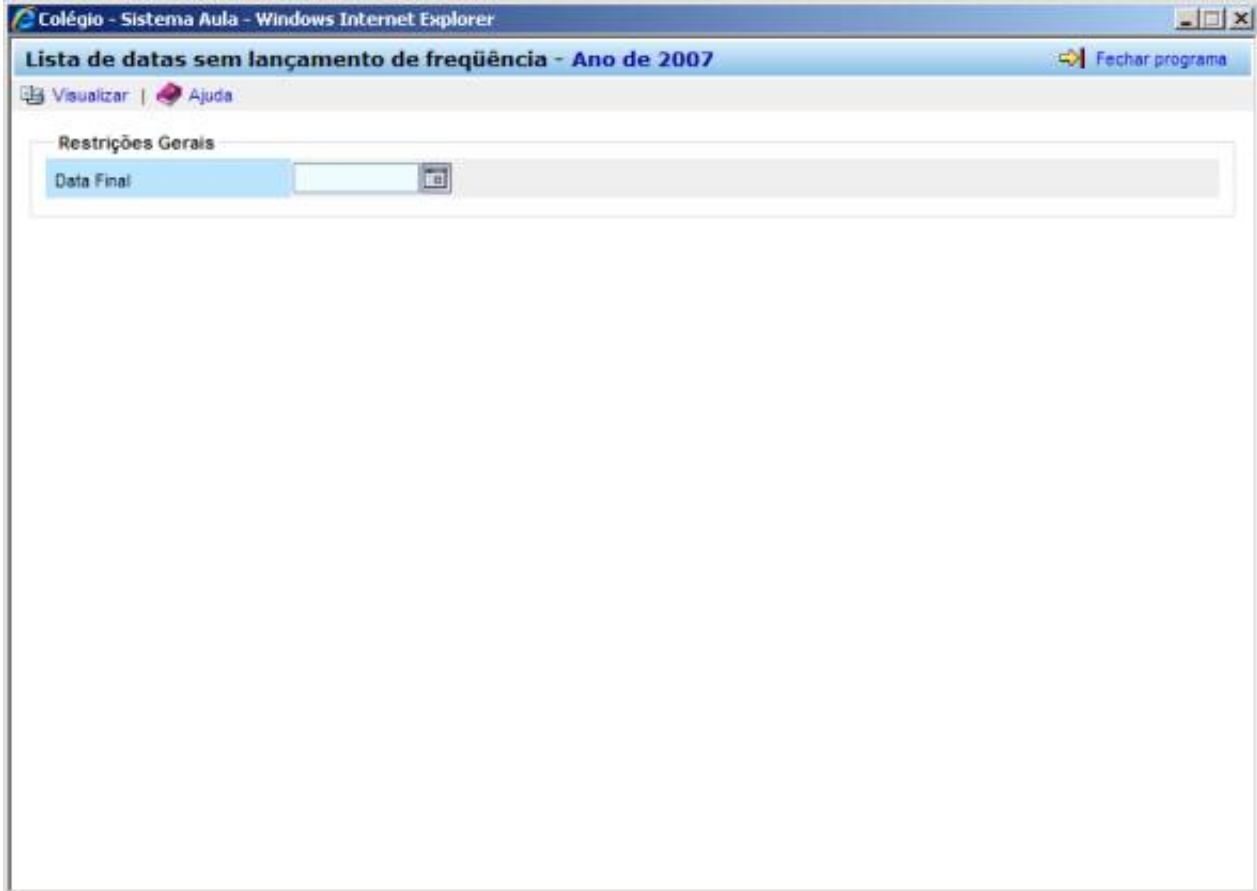 Colégio - Sistema Aula - Windows Internet Explorer
Lista de datas sem lançamento de freqüência - Ano de 2007 Fechar programa
Visualizar | Ajuda
Restrições Gerais
Data Final